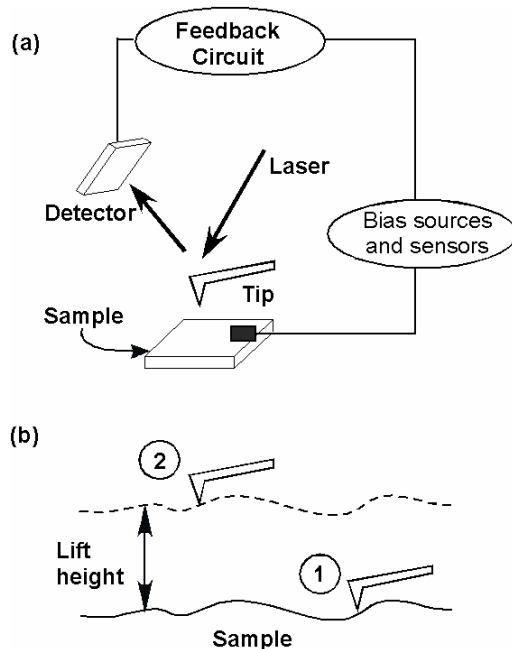 (a)
Feedback
Circuit
Laser
Detector
Bias sources
and sensors
Tip
Sample
(b)
2
Lift
height
1
Sample